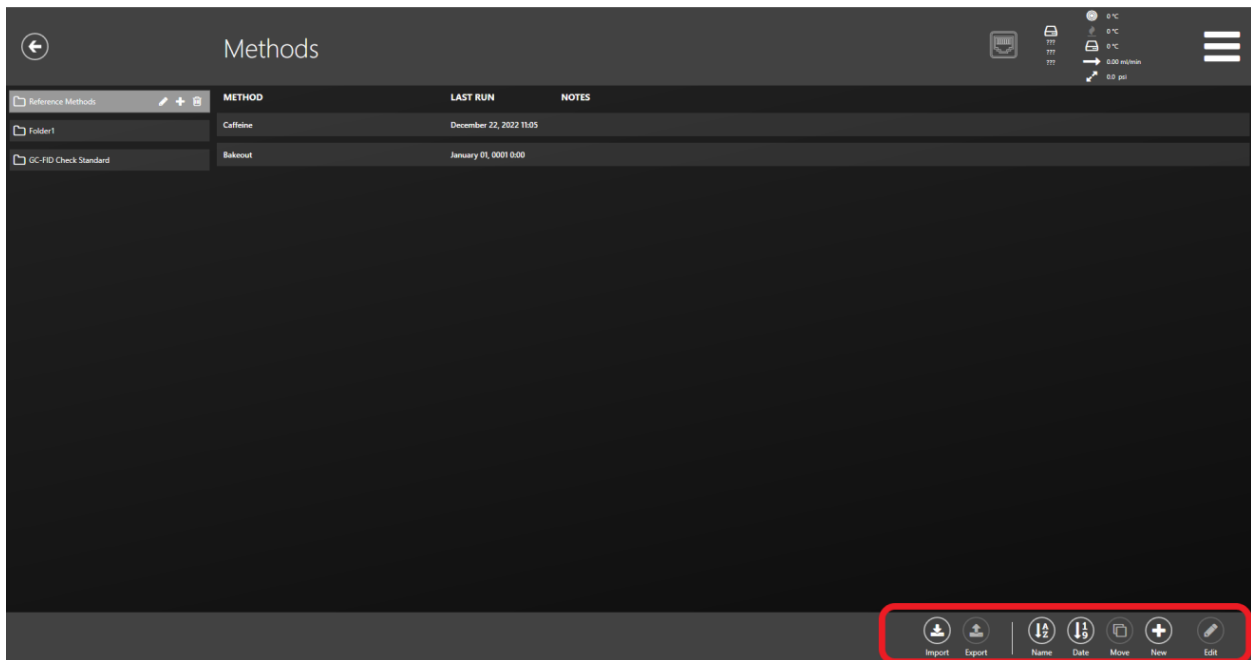 Methods
???
???
???
0 °C
0 °C
0 °C
0.00 ml/min
0.0 psi
Reference Methods
Folder1
GC-FID Check Standard
METHOD LAST RUN NOTES
Caffeine December 22, 2022 11:05
Bakeout January 01, 0001 0:00
Import Export Name Date Move New Edit